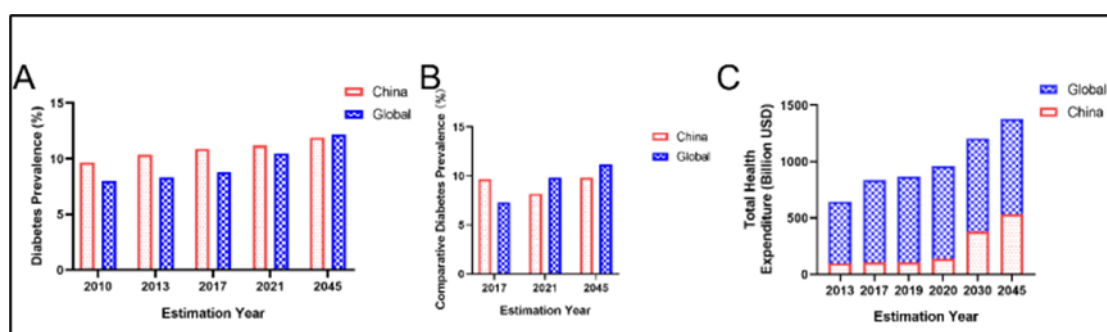 A
China
Global
Diabetes Prevalence (%)
15
10
5
0
2010 2013 2017 2021 2045
Estimation Year
B
China
Global
Comparative Diabetes Prevalence (%)
15
10
5
0
2017 2021 2045
Estimation Year
C
Global
China
Total Health
Expenditure (Billion USD)
1500
1000
500
0
2013 2017 2019 2020 2030 2045
Estimation Year